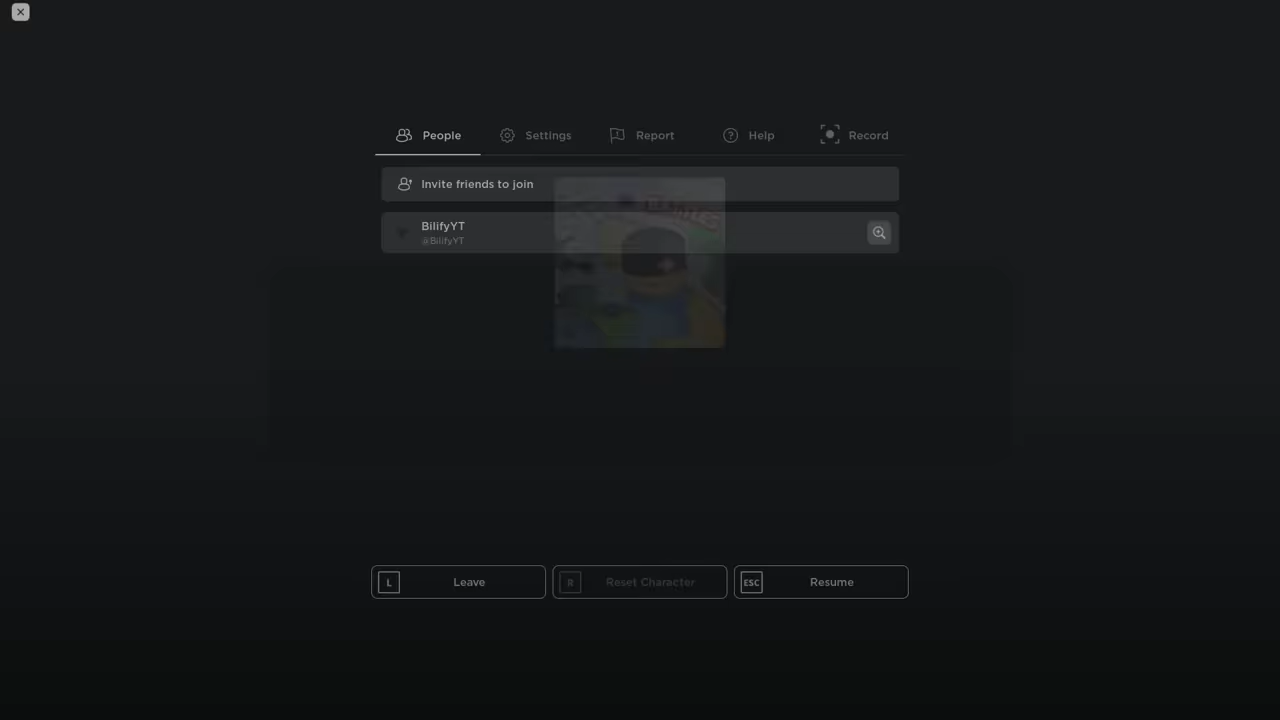 People
Settings
Report
Help
Record
Invite friends to join
BilifyYT
@BilifyYT
L
Leave
R
Reset Character
ESC
Resume